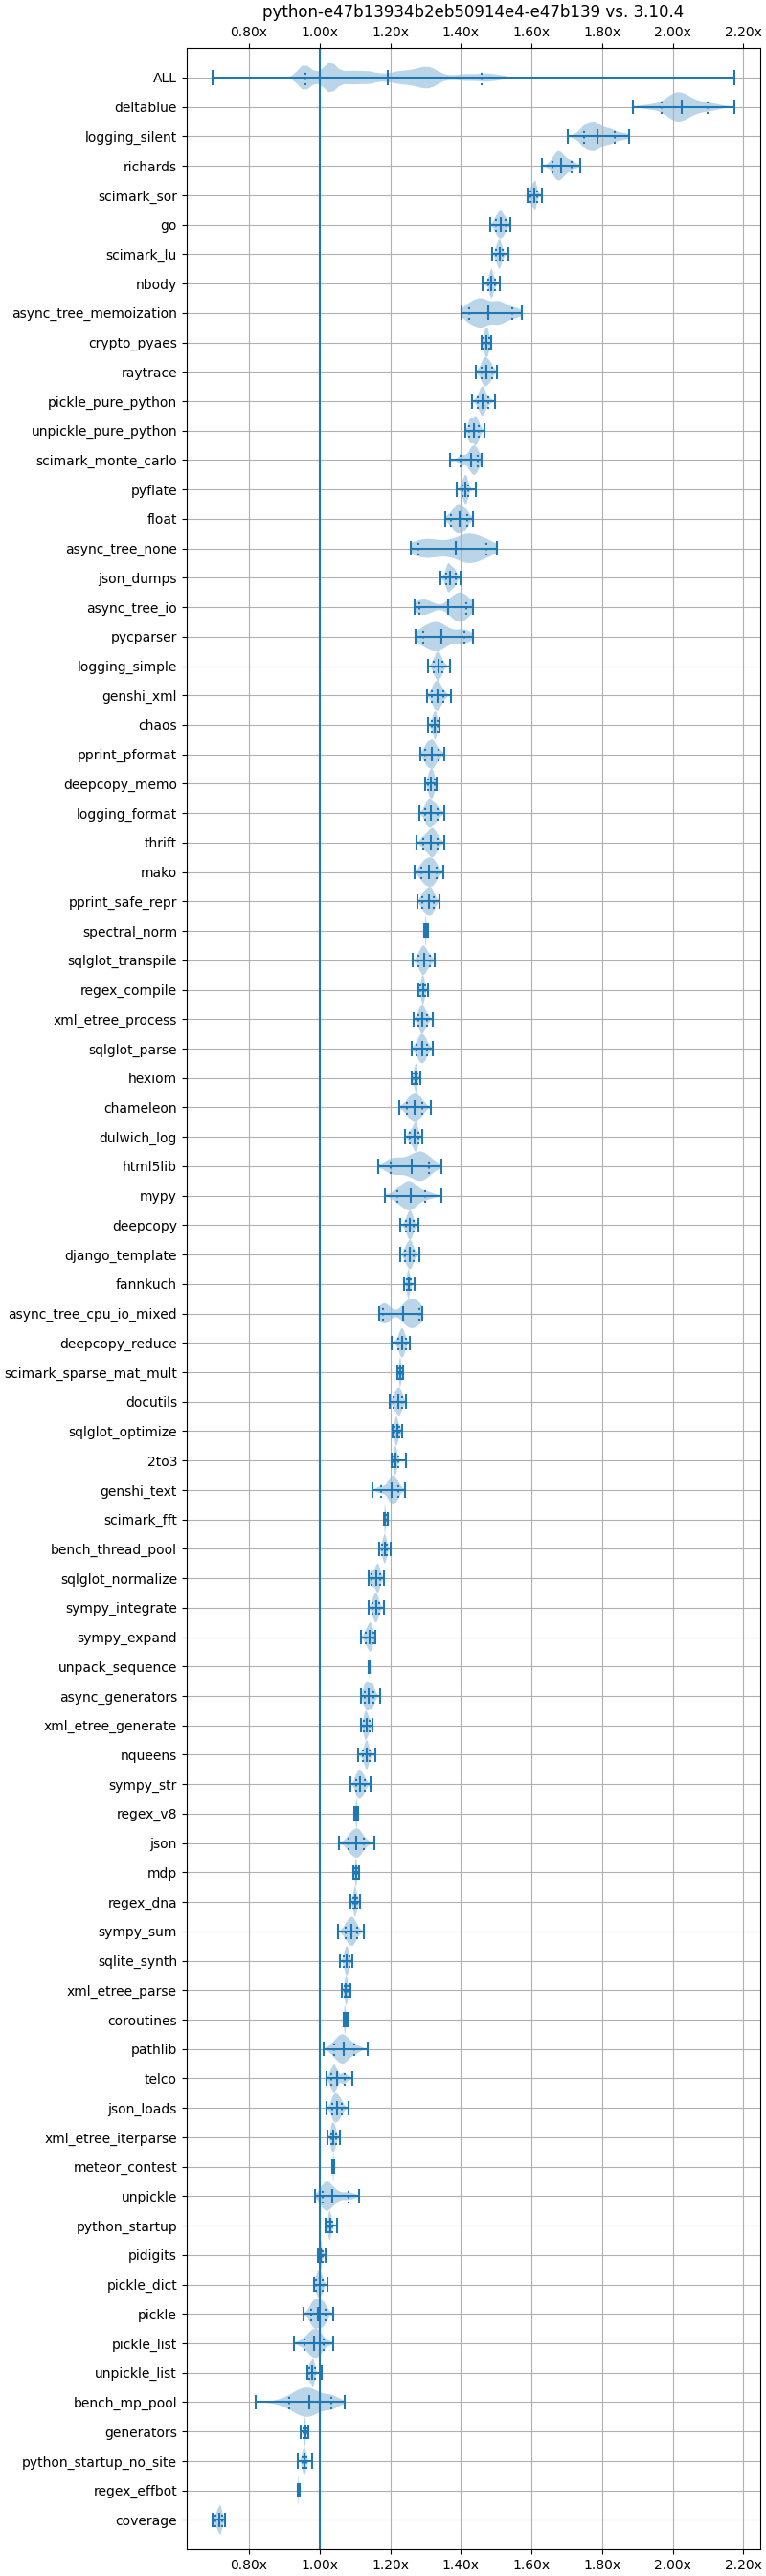 python-e47b13934b2eb50914e4-e47b139 vs. 3.10.4
0.80x 1.00x 1.20x 1.40x 1.60x 1.80x 2.00x 2.20x
ALL
deltablue
logging_silent
richards
scimark_sor
go
scimark_lu
nbody
async_tree_memoization
crypto_pyaes
raytrace
pickle_pure_python
unpickle_pure_python
scimark_monte_carlo
pyflate
float
async_tree_none
json_dumps
async_tree_io
pycparser
logging_simple
genshi_xml
chaos
pprint_pformat
deepcopy_memo
logging_format
thrift
mako
pprint_safe_repr
spectral_norm
sqlglot_transpile
regex_compile
xml_etree_process
sqlglot_parse
hexiom
chameleon
dulwich_log
html5lib
mypy
deepcopy
django_template
fannkuch
async_tree_cpu_io_mixed
deepcopy_reduce
scimark_sparse_mat_mult
docutils
sqlglot_optimize
2to3
genshi_text
scimark_fft
bench_thread_pool
sqlglot_normalize
sympy_integrate
sympy_expand
unpack_sequence
async_generators
xml_etree_generate
nqueens
sympy_str
regex_v8
json
mdp
regex_dna
sympy_sum
sqlite_synth
xml_etree_parse
coroutines
pathlib
telco
json_loads
xml_etree_iterparse
meteor_contest
unpickle
python_startup
pidigits
pickle_dict
pickle
pickle_list
unpickle_list
bench_mp_pool
generators
python_startup_no_site
regex_effbot
coverage
0.80x 1.00x 1.20x 1.40x 1.60x 1.80x 2.00x 2.20x